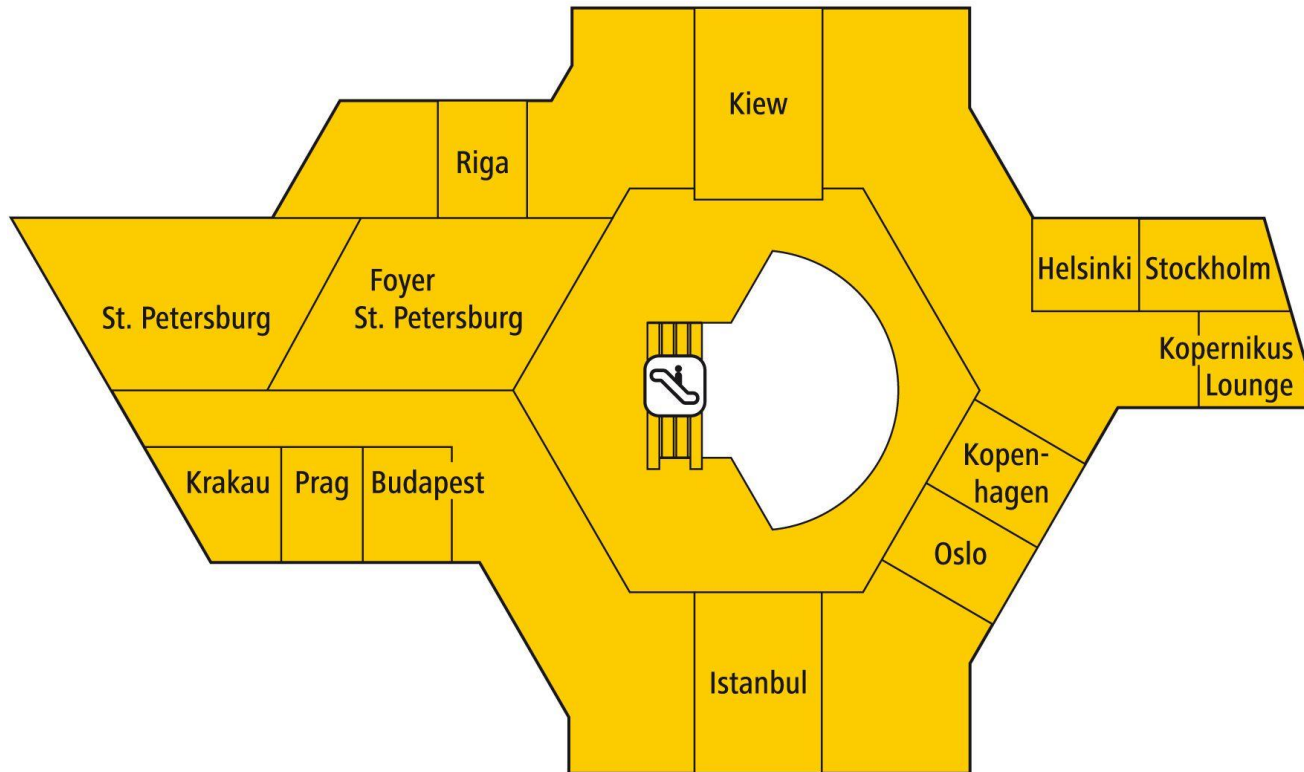 Kiew
Riga
Helsinki
Stockholm
Foyer
St. Petersburg
St. Petersburg
Kopernikus
Lounge
Kopen-
hagen
Krakau
Prag
Budapest
Oslo
Istanbul